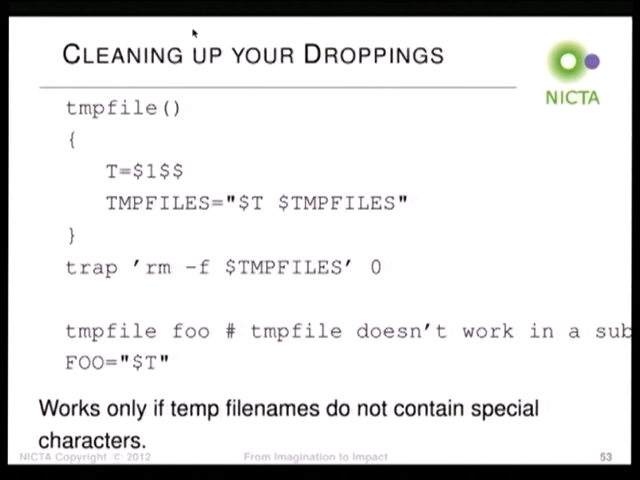 CLEANING UP YOUR DROPPINGS
NICTA
tmpfile()
{
T=$1$$
TMPFILES="$T $TMPFILES"
}
trap 'rm -f $TMPFILES' 0
tmpfile foo # tmpfile doesn't work in a sub
FOO="$T"
Works only if temp filenames do not contain special
characters.
NICTA Copyright © 2012
From Imagination to Impact
53